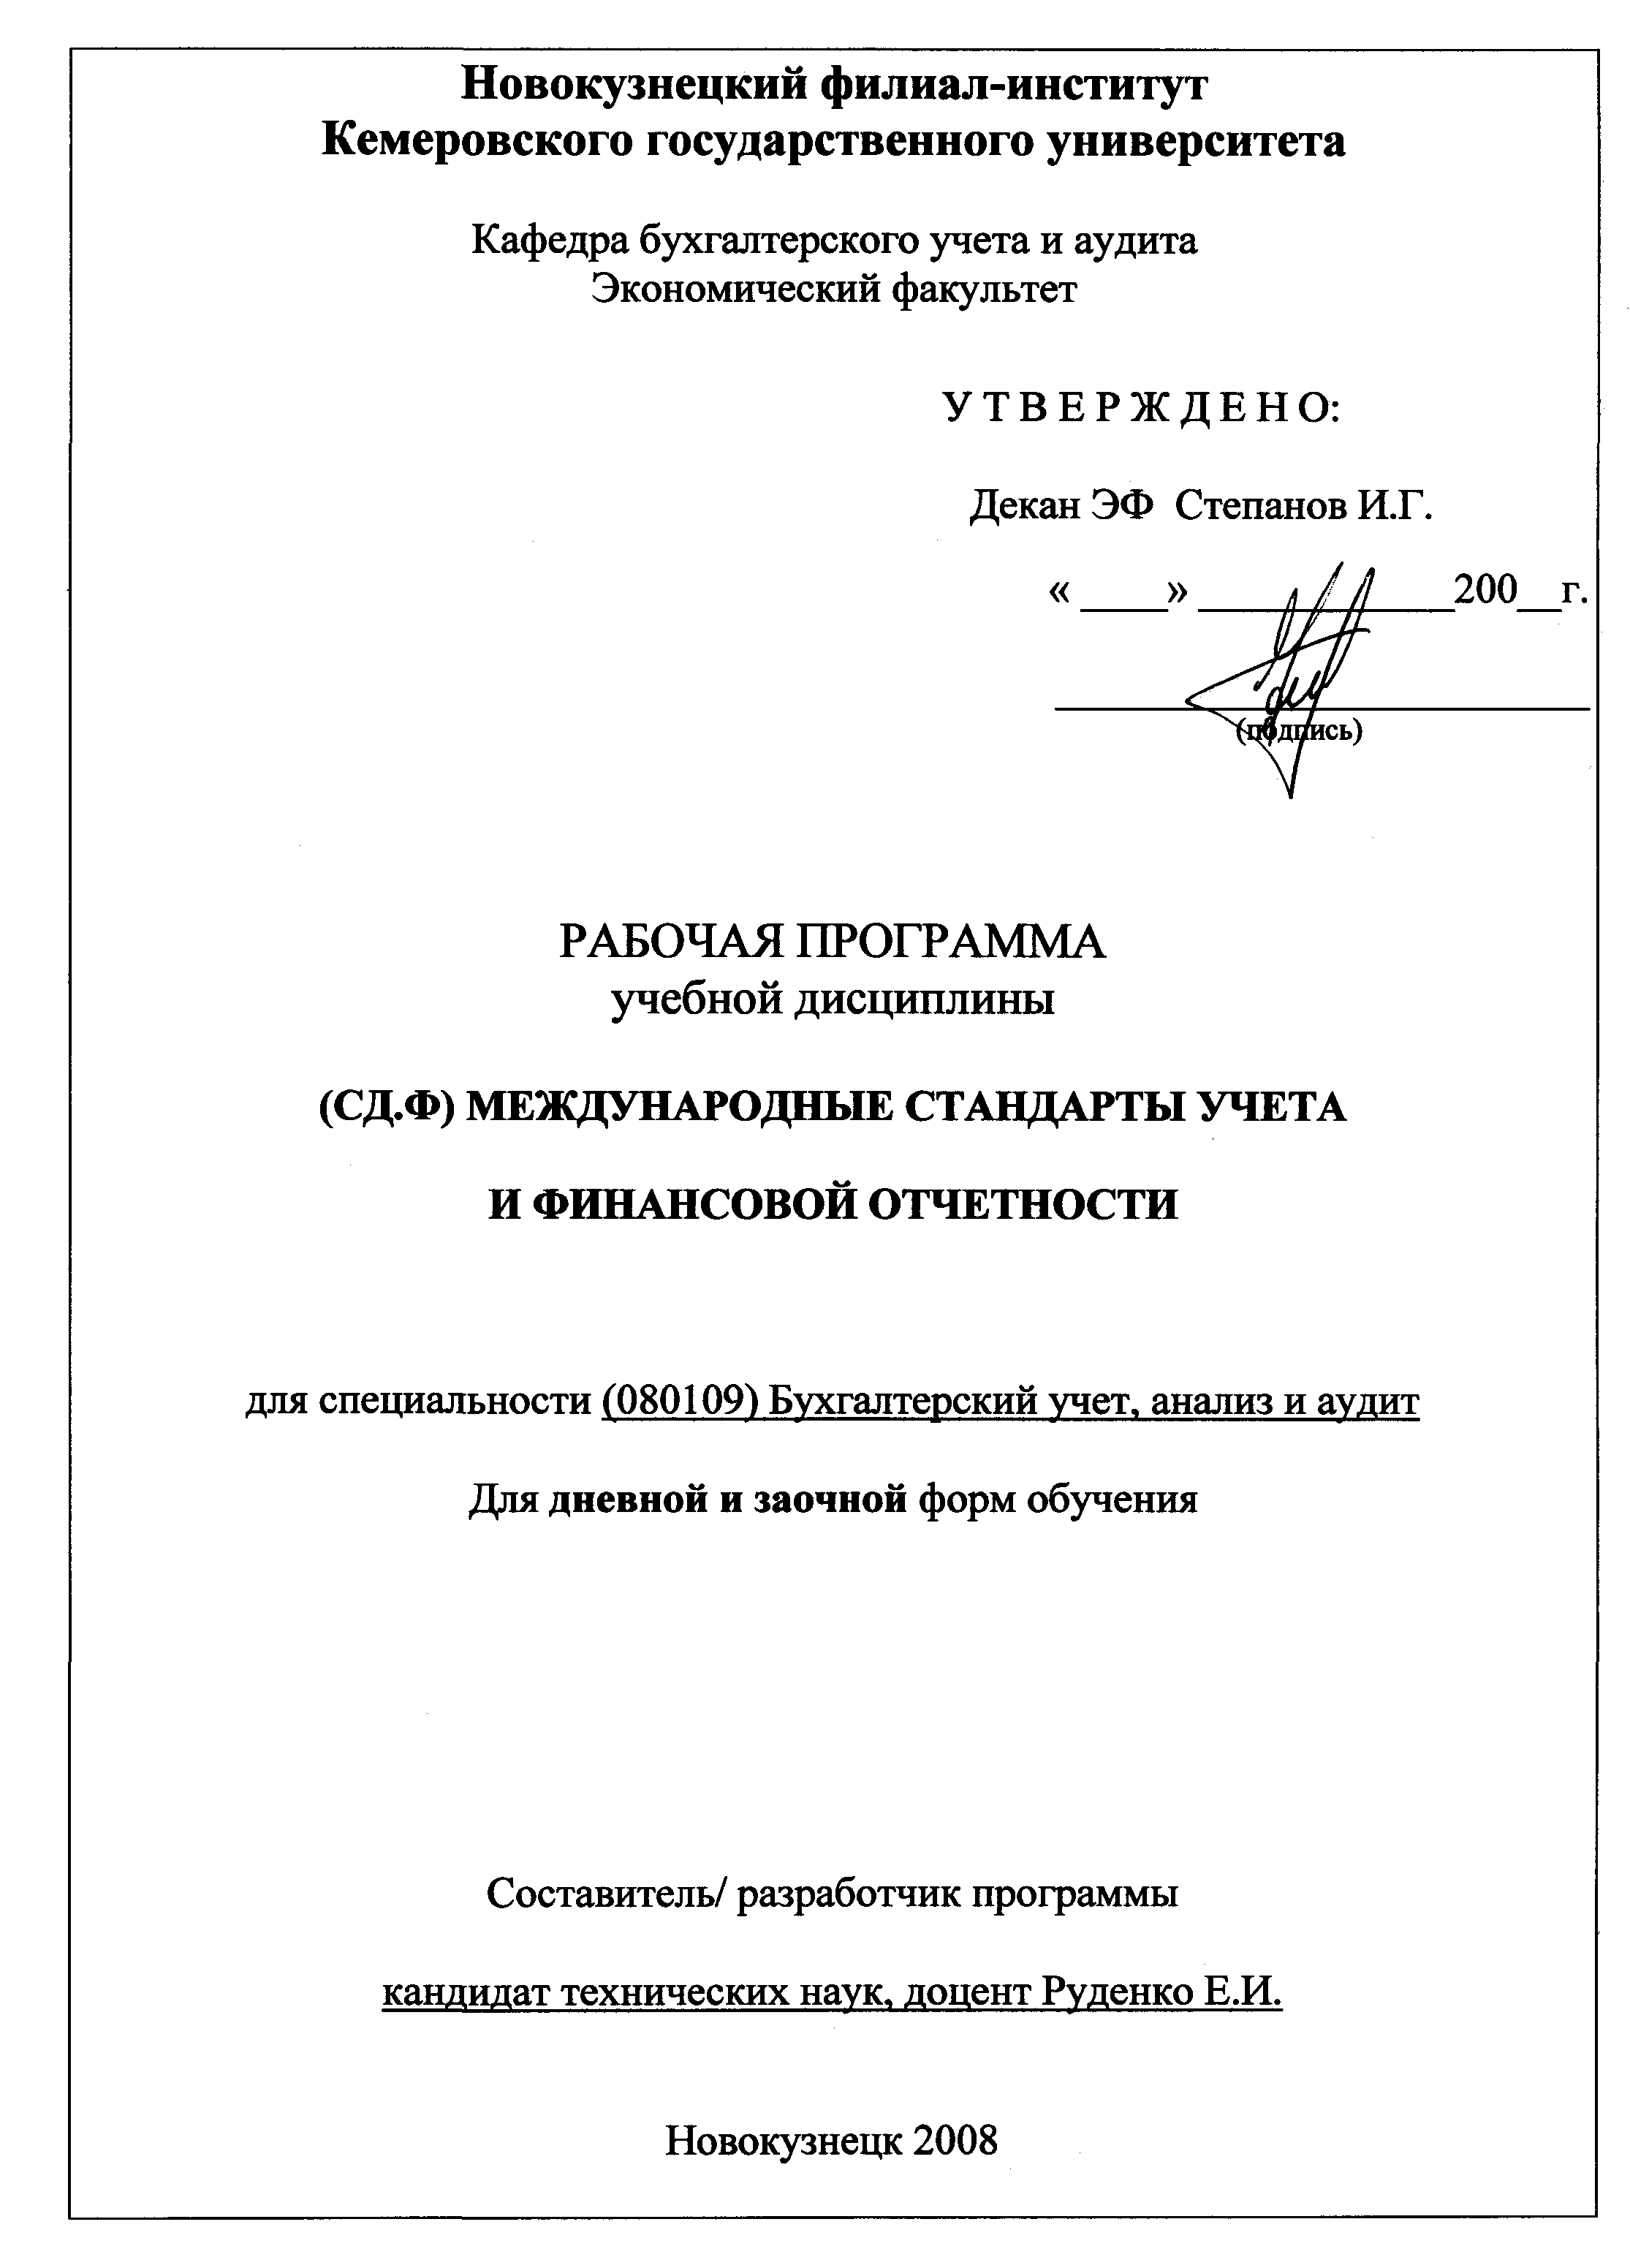 Новокузнецкий филиал-институт
Кемеровского государственного университета
Кафедра бухгалтерского учета и аудита
Экономический факультет
У Т В Е Р Ж Д Е Н О:
Декан ЭФ Степанов И.Г.
« ____» ____________200__г.
(подпись)
РАБОЧАЯ ПРОГРАММА
учебной дисциплины
(СД.Ф) МЕЖДУНАРОДНЫЕ СТАНДАРТЫ УЧЕТА
И ФИНАНСОВОЙ ОТЧЕТНОСТИ
для специальности (080109) Бухгалтерский учет, анализ и аудит
Для дневной и заочной форм обучения
Составитель/ разработчик программы
кандидат технических наук, доцент Руденко Е.И.
Новокузнецк 2008